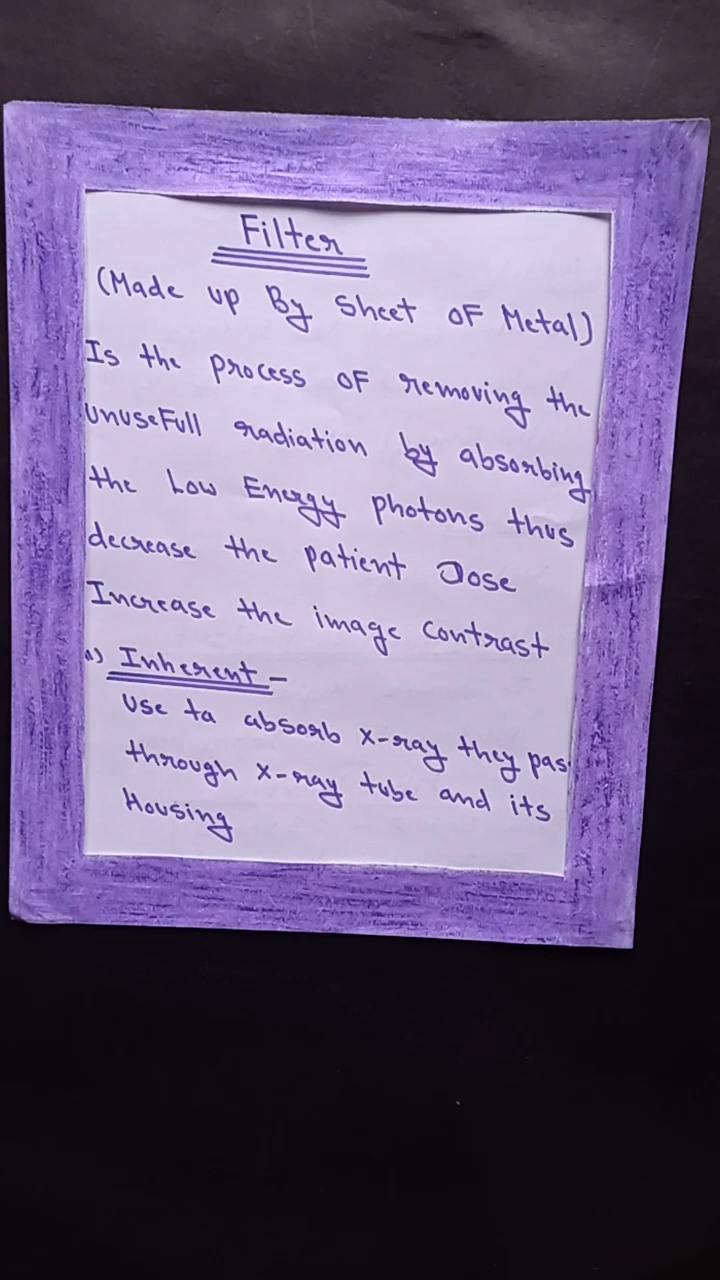 Filter
(Made up By Sheet of Metal)
Is the process of removing the
unusefull radiation by absorbing
the Low Energy photons thus
decrease the patient Dose
Increase the image contrast
a) Inherent -
Use ta absorb x-ray they pas
through x-ray tube and its
Housing